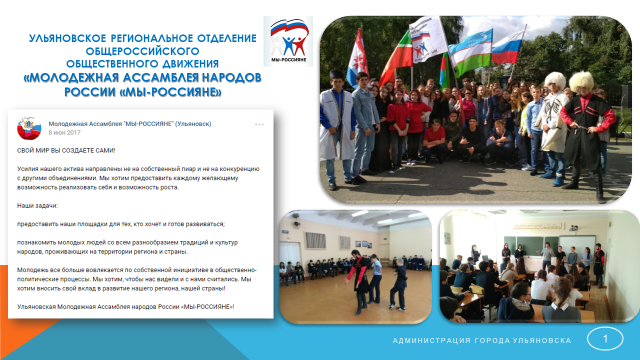 УЛЬЯНОВСКОЕ РЕГИОНАЛЬНОЕ ОТДЕЛЕНИЕ
ОБЩЕРОССИЙСКОГО
ОБЩЕСТВЕННОГО ДВИЖЕНИЯ
«МОЛОДЕЖНАЯ АССАМБЛЕЯ НАРОДОВ
РОССИИ «МЫ-РОССИЯНЕ»
МЫ-РОССИЯНЕ
Молодежная Ассамблея "МЫ-РОССИЯНЕ" (Ульяновск)
8 июн 2017
СВОЙ МИР ВЫ СОЗДАЕТЕ САМИ!
Усилия нашего актива направлены не на собственный пиар и не на конкуренцию
с другими объединениями. Мы хотим предоставить каждому желающему
возможность реализовать себя и возможность роста.
Наши задачи:
предоставить наши площадки для тех, кто хочет и готов развиваться;
познакомить молодых людей со всем разнообразием традиций и культур
народов, проживающих на территории региона и страны.
Молодежь все больше вовлекается по собственной инициативе в общественно-
политические процессы. Мы хотим, чтобы нас видели и с нами считались. Мы
хотим вносить свой вклад в развитие нашего региона, нашей страны!
Ульяновская Молодежная Ассамблея народов России «МЫ-РОССИЯНЕ»!
АДМИНИСТРАЦИЯ ГОРОДА УЛЬЯНОВСКА
1